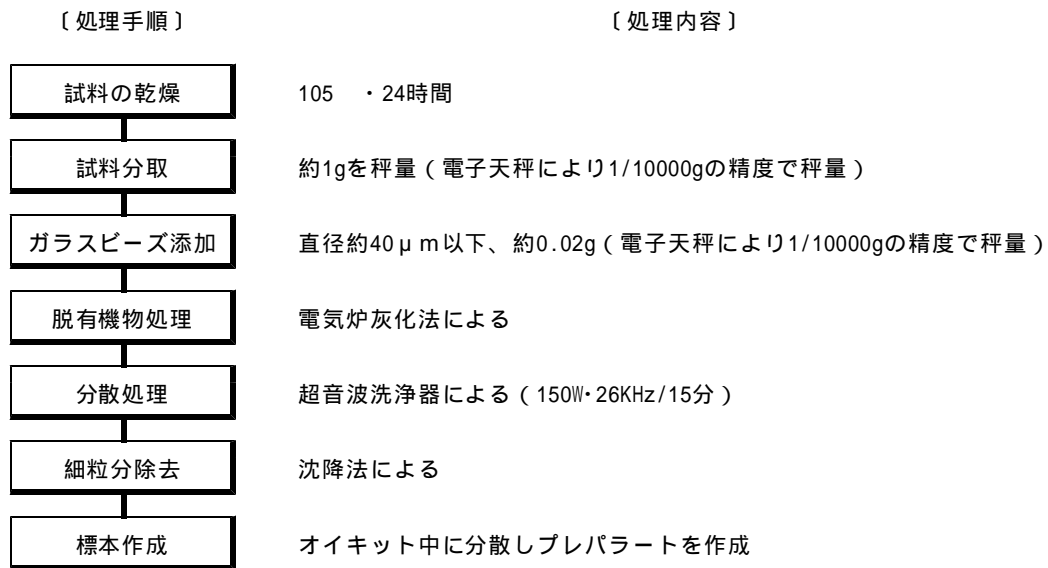 〔処理手順〕 〔処理内容〕
試料の乾燥 105　・24時間
試料分取 約1gを秤量（電子天秤により1/10000gの精度で秤量）
ガラスビーズ添加 直径約40μm以下、約0.02g（電子天秤により1/10000gの精度で秤量）
脱有機物処理 電気炉灰化法による
分散処理 超音波洗浄器による（150W･26KHz/15分）
細粒分除去 沈降法による
標本作成 オイキット中に分散しプレパラートを作成